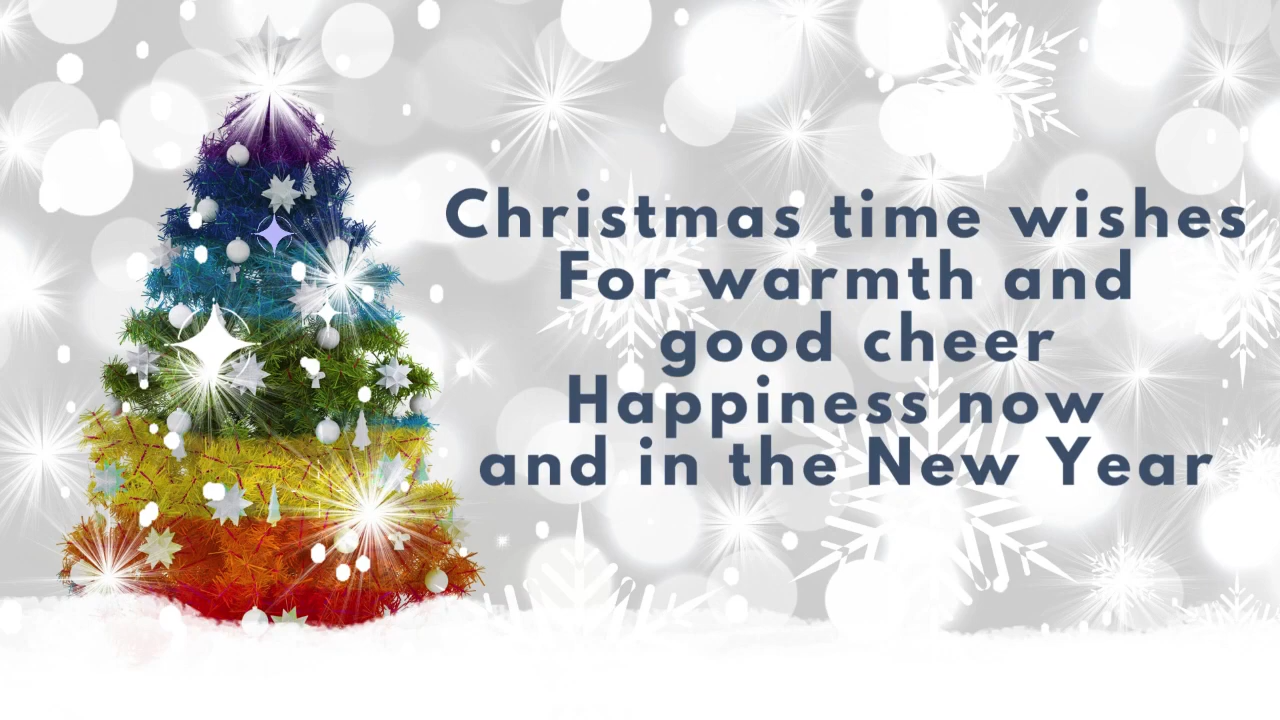 Christmas time wishes
For warmth and
good cheer
Happiness now
and in the New Year